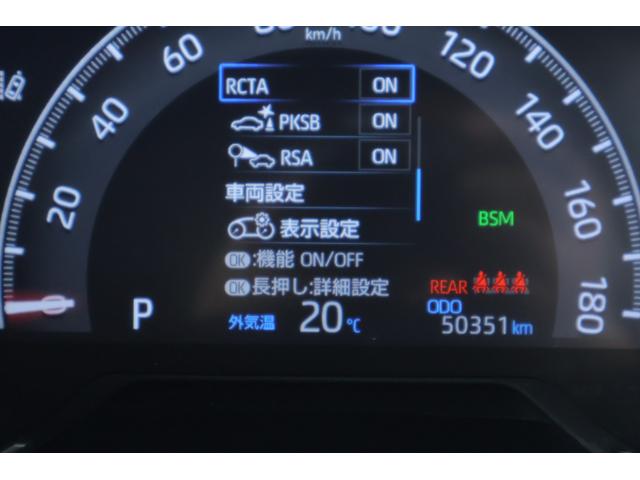 km/h
20
40
60
80
100
120
140
160
180
RCTA ON
PKSB ON
RSA ON
車両設定
表示設定
OK:機能 ON/OFF
OK長押し:詳細設定
BSM
REAR
ODO
50351km
P
外気温 20℃